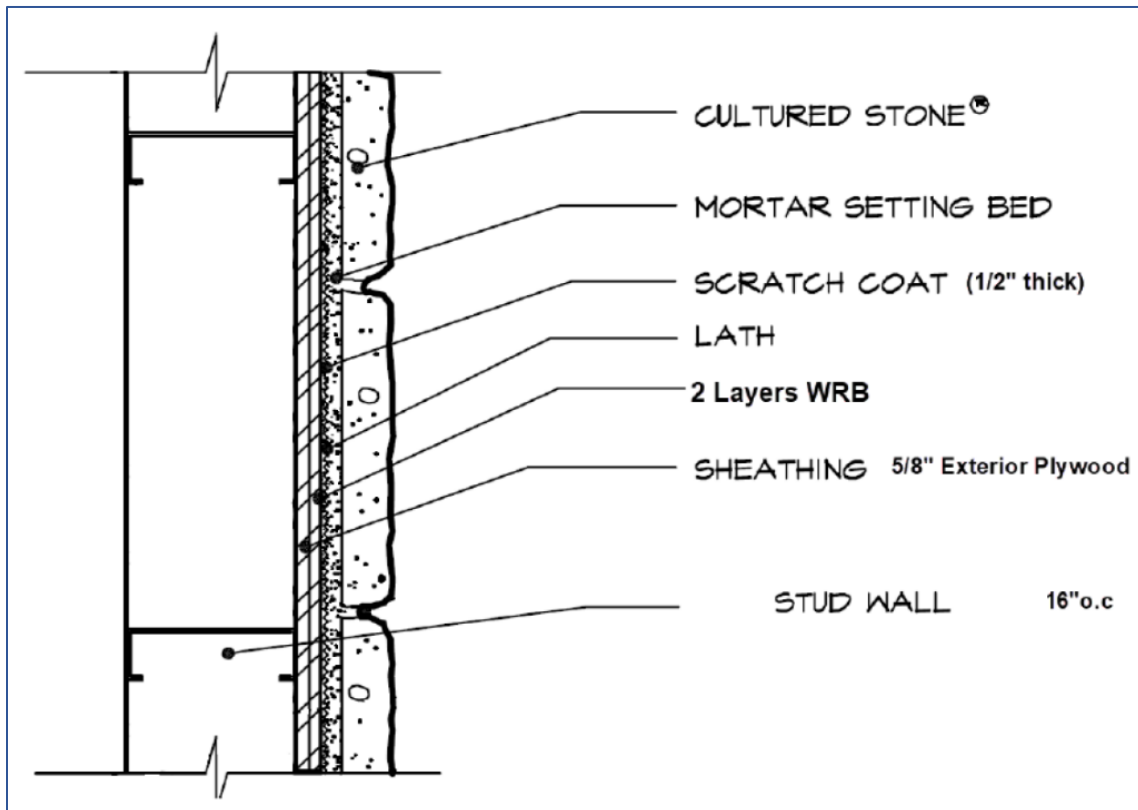 CULTURED STONE®
MORTAR SETTING BED
SCRATCH COAT (1/2" thick)
LATH
2 Layers WRB
SHEATHING 5/8" Exterior Plywood
STUD WALL 16"o.c